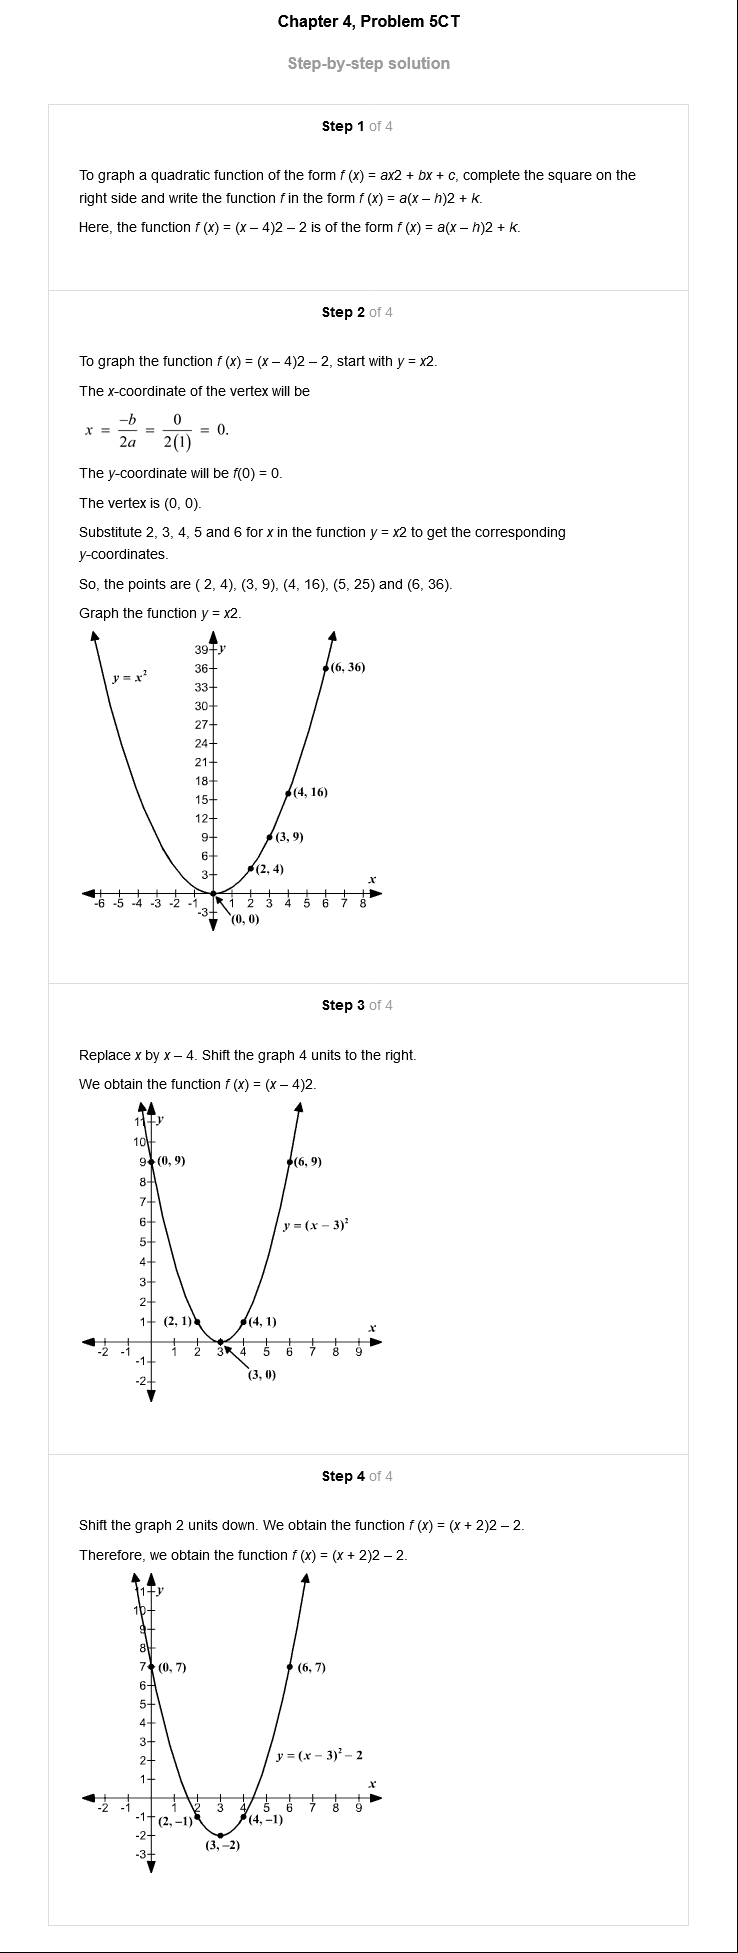 Chapter 4, Problem 5CT
Step-by-step solution
Step 1 of 4
To graph a quadratic function of the form f (x) = ax2 + bx + c, complete the square on the
right side and write the function f in the form f (x) = a(x – h)2 + k.
Here, the function f (x) = (x – 4)2 – 2 is of the form f (x) = a(x – h)2 + k.
Step 2 of 4
To graph the function f (x) = (x – 4)2 – 2, start with y = x2.
The x-coordinate of the vertex will be
x = −b/2a = 0/2(1) = 0.
The y-coordinate will be f(0) = 0.
The vertex is (0, 0).
Substitute 2, 3, 4, 5 and 6 for x in the function y = x2 to get the corresponding
y-coordinates.
So, the points are ( 2, 4), (3, 9), (4, 16), (5, 25) and (6, 36).
Graph the function y = x2.
39 y
36 (6, 36)
y = x²
33
30
27
24
21
18
15 (4, 16)
12
9 (3, 9)
6
3 (2, 4)
x
-6 -5 -4 -3 -2 -1 1 2 3 4 5 6 7 8
-3 (0, 0)
Step 3 of 4
Replace x by x – 4. Shift the graph 4 units to the right.
We obtain the function f (x) = (x – 4)2.
11 y
10
9 (0, 9) (6, 9)
8
7
6 y = (x − 3)²
5
4
3
2
1 (2, 1) (4, 1)
x
-2 -1 1 2 3 4 5 6 7 8 9
-1
(3, 0)
-2
Step 4 of 4
Shift the graph 2 units down. We obtain the function f (x) = (x + 2)2 – 2.
Therefore, we obtain the function f (x) = (x + 2)2 – 2.
11 y
10
9
8
7 (0, 7) (6, 7)
6
5
4
3
2 y = (x − 3)² − 2
1
x
-2 -1 1 2 3 4 5 6 7 8 9
-1 (2, −1) (4, −1)
-2
(3, −2)
-3